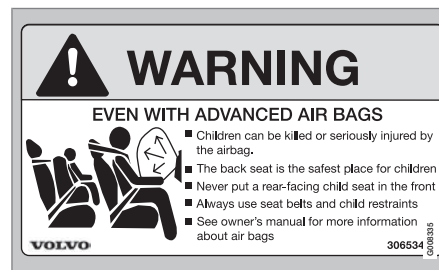 WARNING
EVEN WITH ADVANCED AIR BAGS
■ Children can be killed or seriously injured by
the airbag.
■ The back seat is the safest place for children
■ Never put a rear-facing child seat in the front
■ Always use seat belts and child restraints
■ See owner's manual for more information
about air bags
VOLVO
306534
G008335